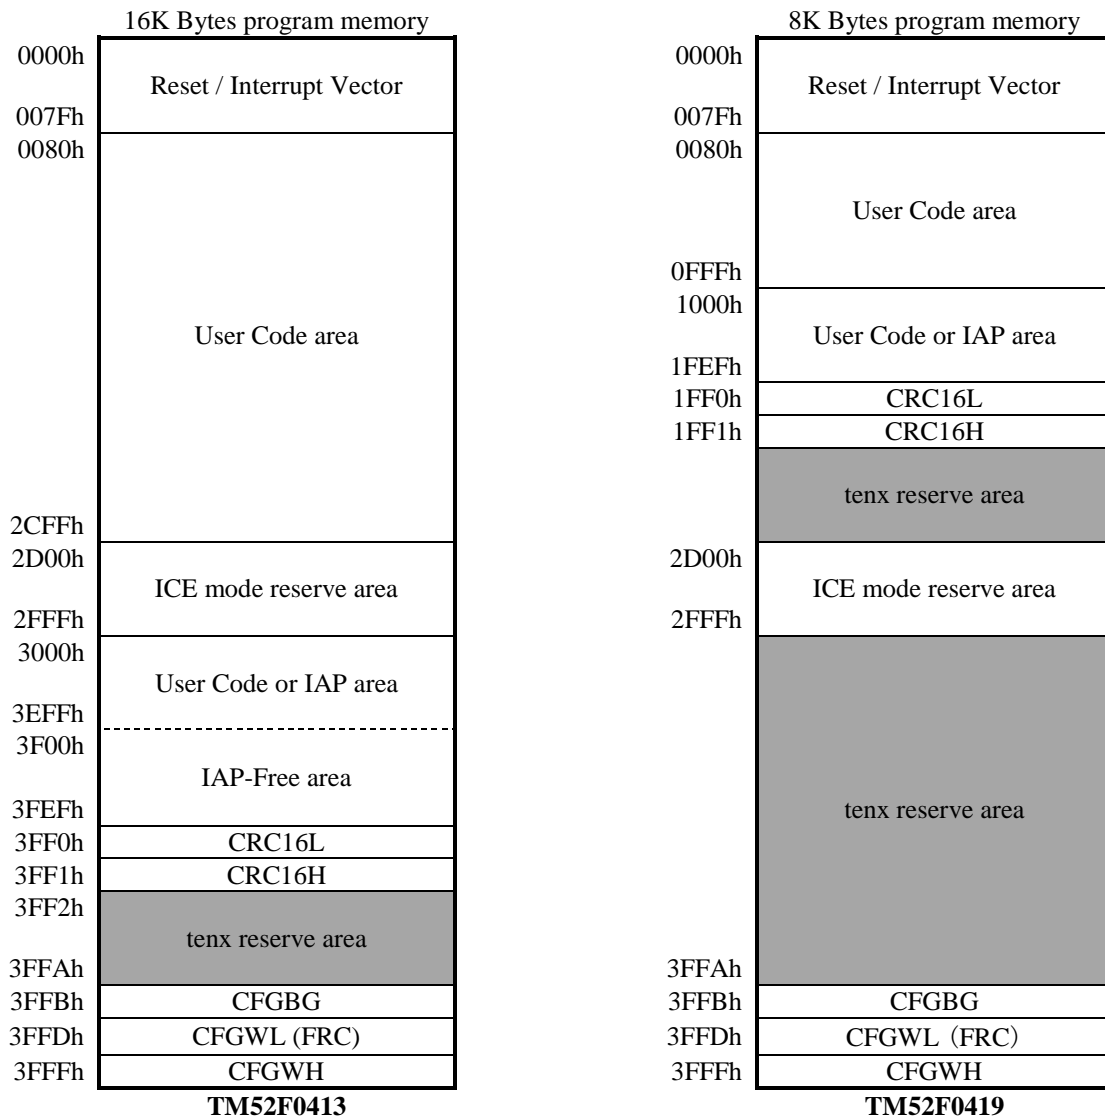 16K Bytes program memory
0000h
Reset / Interrupt Vector
007Fh
0080h
User Code area
2CFFh
2D00h
ICE mode reserve area
2FFFh
3000h
User Code or IAP area
3EFFh
3F00h
IAP-Free area
3FEFh
3FF0h CRC16L
3FF1h CRC16H
3FF2h
tenx reserve area
3FFAh
3FFBh CFGBG
3FFDh CFGWL (FRC)
3FFFh CFGWH
TM52F0413
8K Bytes program memory
0000h
Reset / Interrupt Vector
007Fh
0080h
User Code area
0FFFh
1000h
User Code or IAP area
1FEFh
1FF0h CRC16L
1FF1h CRC16H
tenx reserve area
2D00h
ICE mode reserve area
2FFFh
tenx reserve area
3FFAh
3FFBh CFGBG
3FFDh CFGWL（FRC）
3FFFh CFGWH
TM52F0419